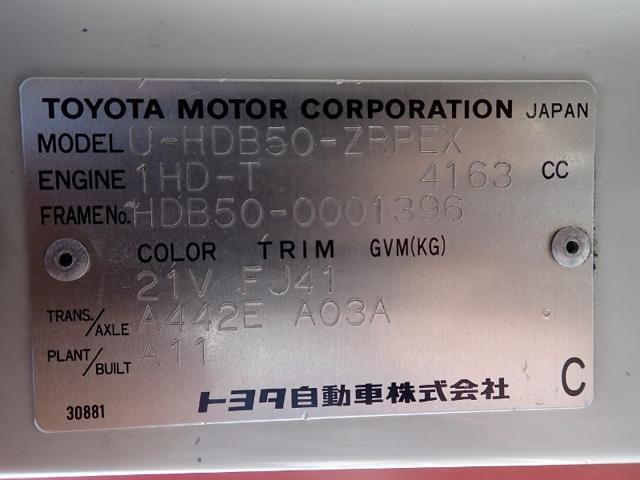 TOYOTA MOTOR CORPORATION JAPAN
MODEL U-HDB50-ZRPEX
ENGINE 1HD-T 4163 CC
FRAME No. HDB50-0001396
COLOR TRIM GVM(KG)
21V FJ41
TRANS./AXLE A442E A03A
PLANT/BUILT A11
トヨタ自動車株式会社 C
30881